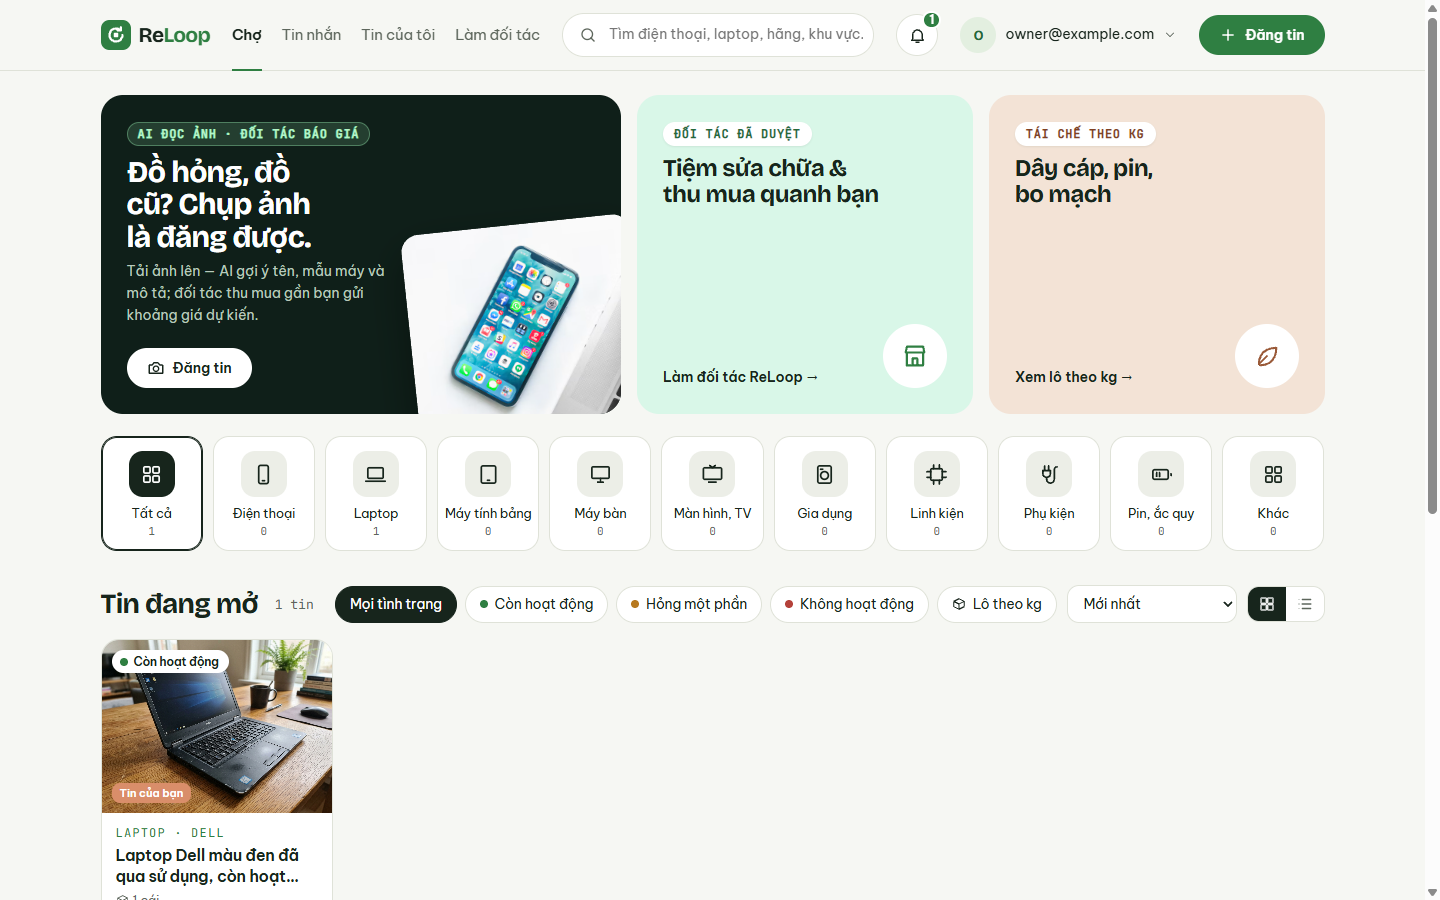 ReLoop
Chợ
Tin nhắn
Tin của tôi
Làm đối tác
Tìm điện thoại, laptop, hãng, khu vực.
1
O
owner@example.com
Đăng tin
AI ĐỌC ẢNH · ĐỐI TÁC BÁO GIÁ
Đồ hỏng, đồ
cũ? Chụp ảnh
là đăng được.
Tải ảnh lên — AI gợi ý tên, mẫu máy và
mô tả; đối tác thu mua gần bạn gửi
khoảng giá dự kiến.
Đăng tin
ĐỐI TÁC ĐÃ DUYỆT
Tiệm sửa chữa &
thu mua quanh bạn
Làm đối tác ReLoop →
TÁI CHẾ THEO KG
Dây cáp, pin,
bo mạch
Xem lô theo kg →
Tất cả
1
Điện thoại
0
Laptop
1
Máy tính bảng
0
Máy bàn
0
Màn hình, TV
0
Gia dụng
0
Linh kiện
0
Phụ kiện
0
Pin, ắc quy
0
Khác
0
Tin đang mở
1 tin
Mọi tình trạng
Còn hoạt động
Hỏng một phần
Không hoạt động
Lô theo kg
Mới nhất
Còn hoạt động
Tin của bạn
LAPTOP · DELL
Laptop Dell màu đen đã
qua sử dụng, còn hoạt...
1 cái